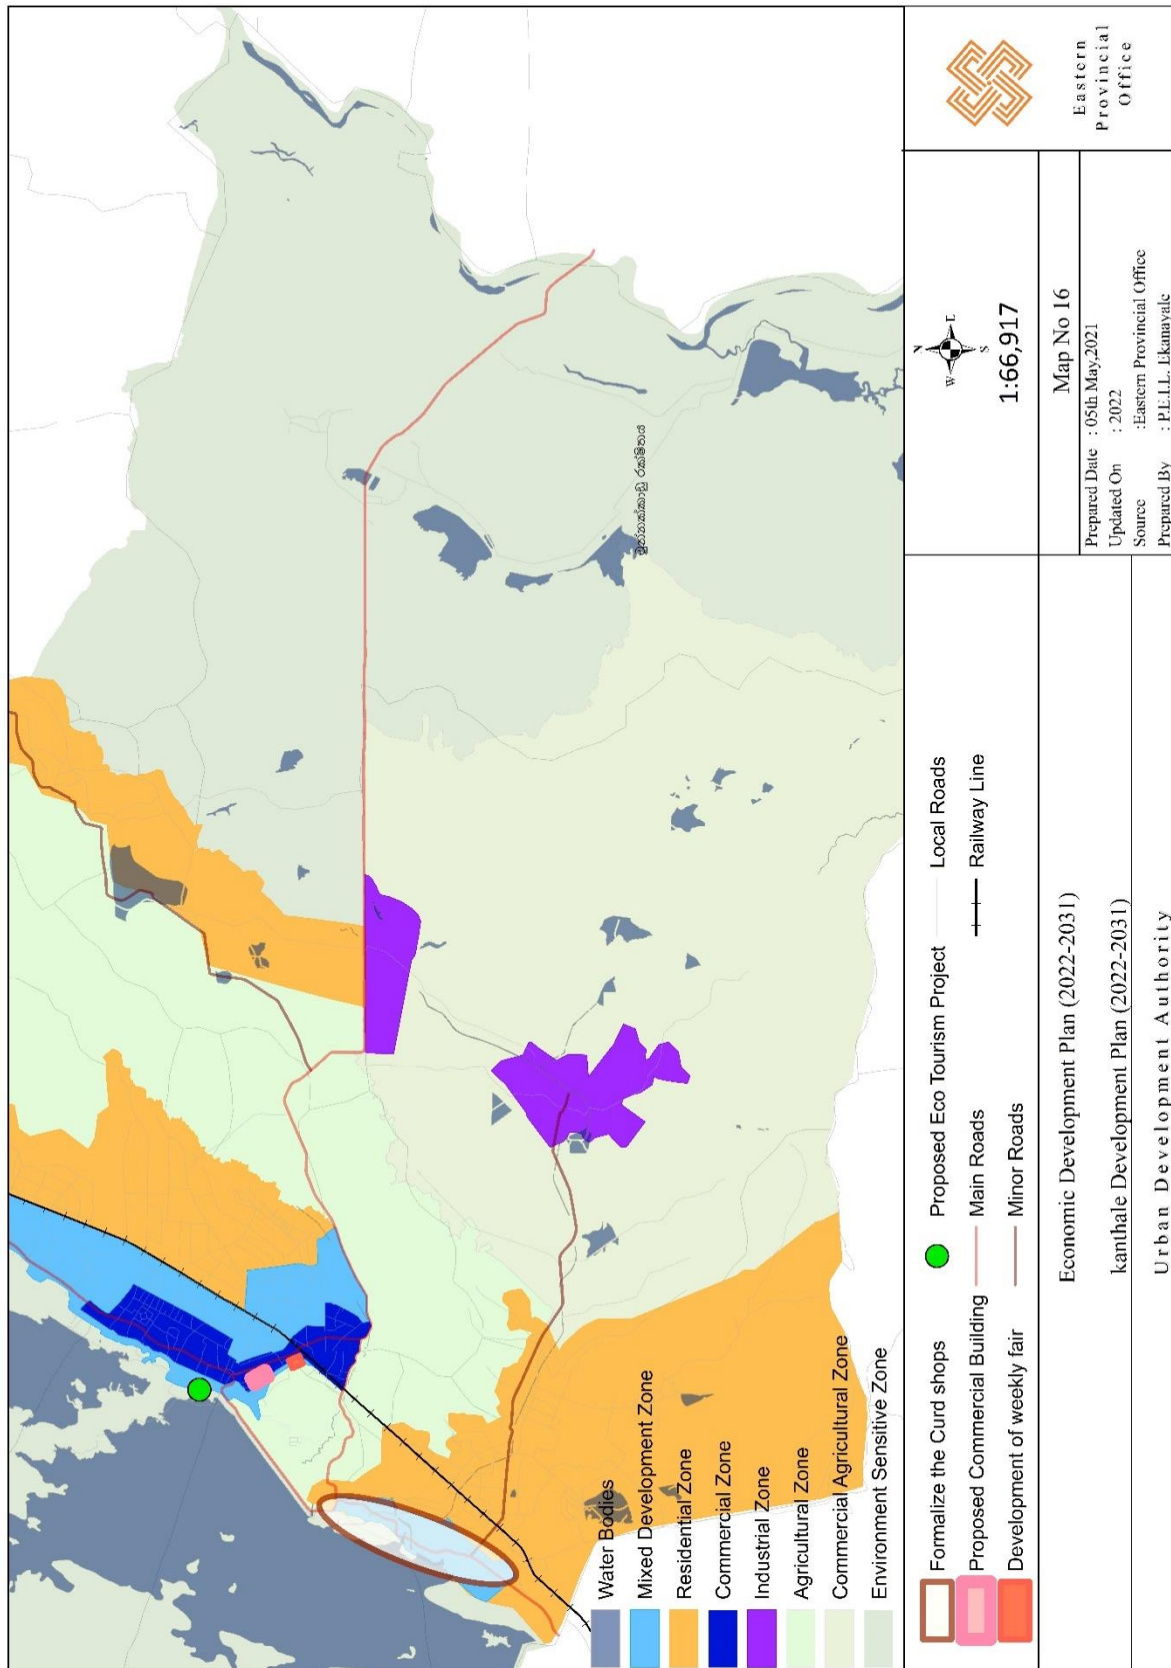 Water Bodies
Mixed Development Zone
Residential Zone
Commercial Zone
Industrial Zone
Agricultural Zone
Commercial Agricultural Zone
Environment Sensitive Zone
Formalize the Curd shops
Proposed Eco Tourism Project
Local Roads
Proposed Commercial Building
Main Roads
Railway Line
Development of weekly fair
Minor Roads
N
W
E
S
1:66,917
Eastern
Provincial
Office
Economic Development Plan (2022-2031)
kanthale Development Plan (2022-2031)
Urban Development Authority
Map No 16
Prepared Date : 05th May,2021
Updated On : 2022
Source :Eastern Provincial Office
Prepared By : Ekanayake